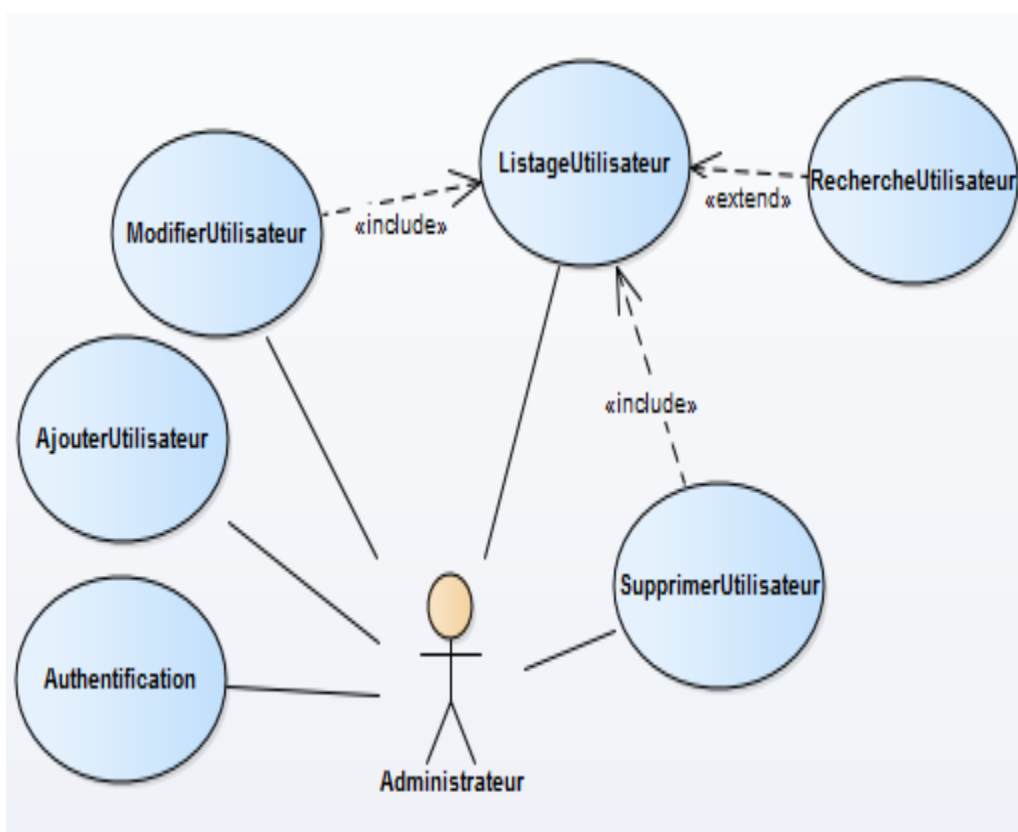 ListageUtilisateur
RechercheUtilisateur
«extend»
ModifierUtilisateur
«include»
«include»
AjouterUtilisateur
SupprimerUtilisateur
Authentification
Administrateur